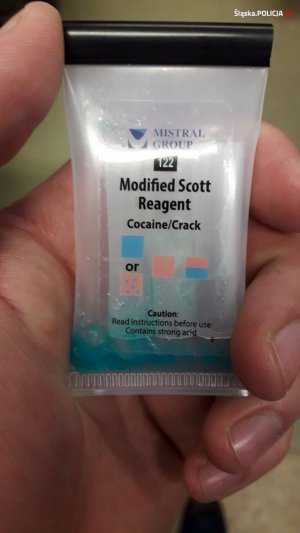 Śląska.POLICJA.pl
MISTRAL
GROUP
122
Modified Scott
Reagent
Cocaine/Crack
or
Caution:
Read instructions before use
Contains strong acid